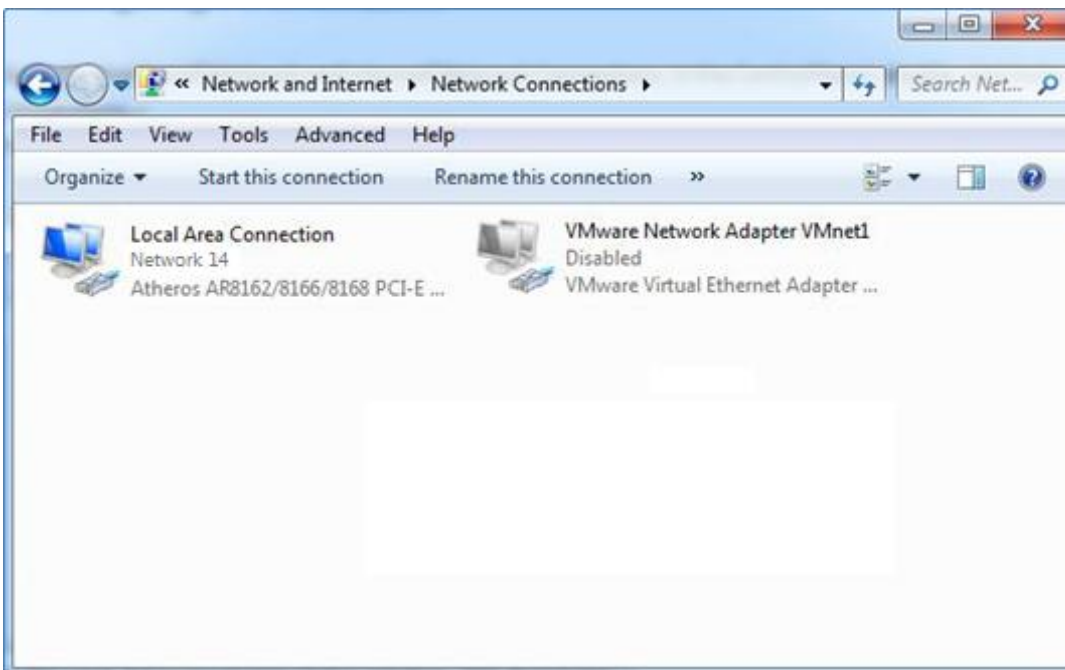 « Network and Internet ▸ Network Connections ▸ Search Net...
File Edit View Tools Advanced Help
Organize Start this connection Rename this connection »
Local Area Connection
Network 14
Atheros AR8162/8166/8168 PCI-E ...
VMware Network Adapter VMnet1
Disabled
VMware Virtual Ethernet Adapter ...